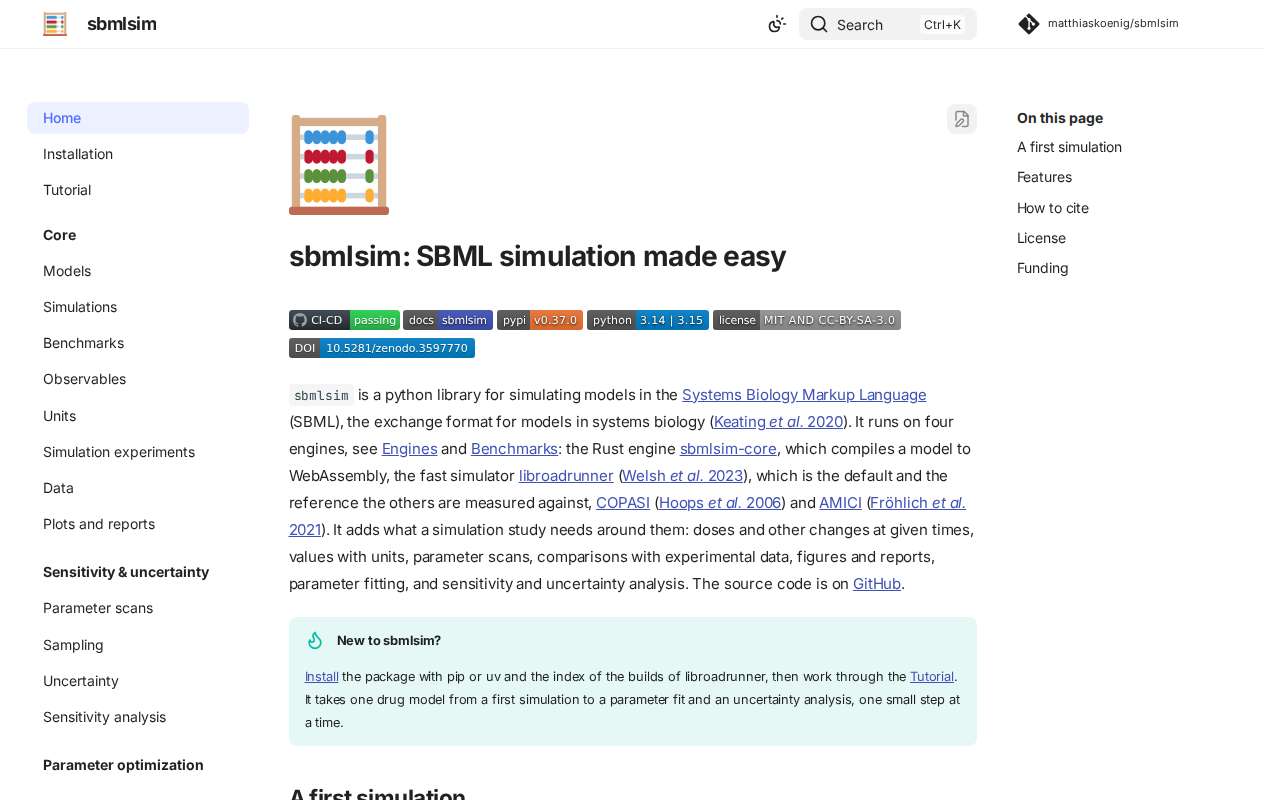 sbmlsim
Search
Ctrl+K
matthiaskoenig/sbmlsim
Home
Installation
Tutorial
Core
Models
Simulations
Benchmarks
Observables
Units
Simulation experiments
Data
Plots and reports
Sensitivity & uncertainty
Parameter scans
Sampling
Uncertainty
Sensitivity analysis
Parameter optimization
sbmlsim: SBML simulation made easy
CI-CD passing docs sbmlsim pypi v0.37.0 python 3.14 | 3.15 license MIT AND CC-BY-SA-3.0
DOI 10.5281/zenodo.3597770
sbmlsim is a python library for simulating models in the Systems Biology Markup Language
(SBML), the exchange format for models in systems biology (Keating et al. 2020). It runs on four
engines, see Engines and Benchmarks: the Rust engine sbmlsim-core, which compiles a model to
WebAssembly, the fast simulator libroadrunner (Welsh et al. 2023), which is the default and the
reference the others are measured against, COPASI (Hoops et al. 2006) and AMICI (Fröhlich et al.
2021). It adds what a simulation study needs around them: doses and other changes at given times,
values with units, parameter scans, comparisons with experimental data, figures and reports,
parameter fitting, and sensitivity and uncertainty analysis. The source code is on GitHub.
New to sbmlsim?
Install the package with pip or uv and the index of the builds of libroadrunner, then work through the Tutorial.
It takes one drug model from a first simulation to a parameter fit and an uncertainty analysis, one small step at
a time.
A first simulation
On this page
A first simulation
Features
How to cite
License
Funding